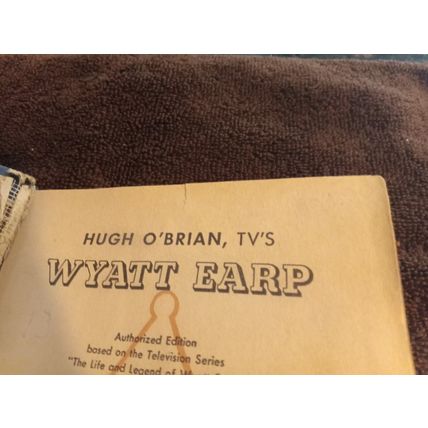 HUGH O'BRIAN, TV'S
WYATT EARP
Authorized Edition
based on the Television Series
"The Life and Legend of